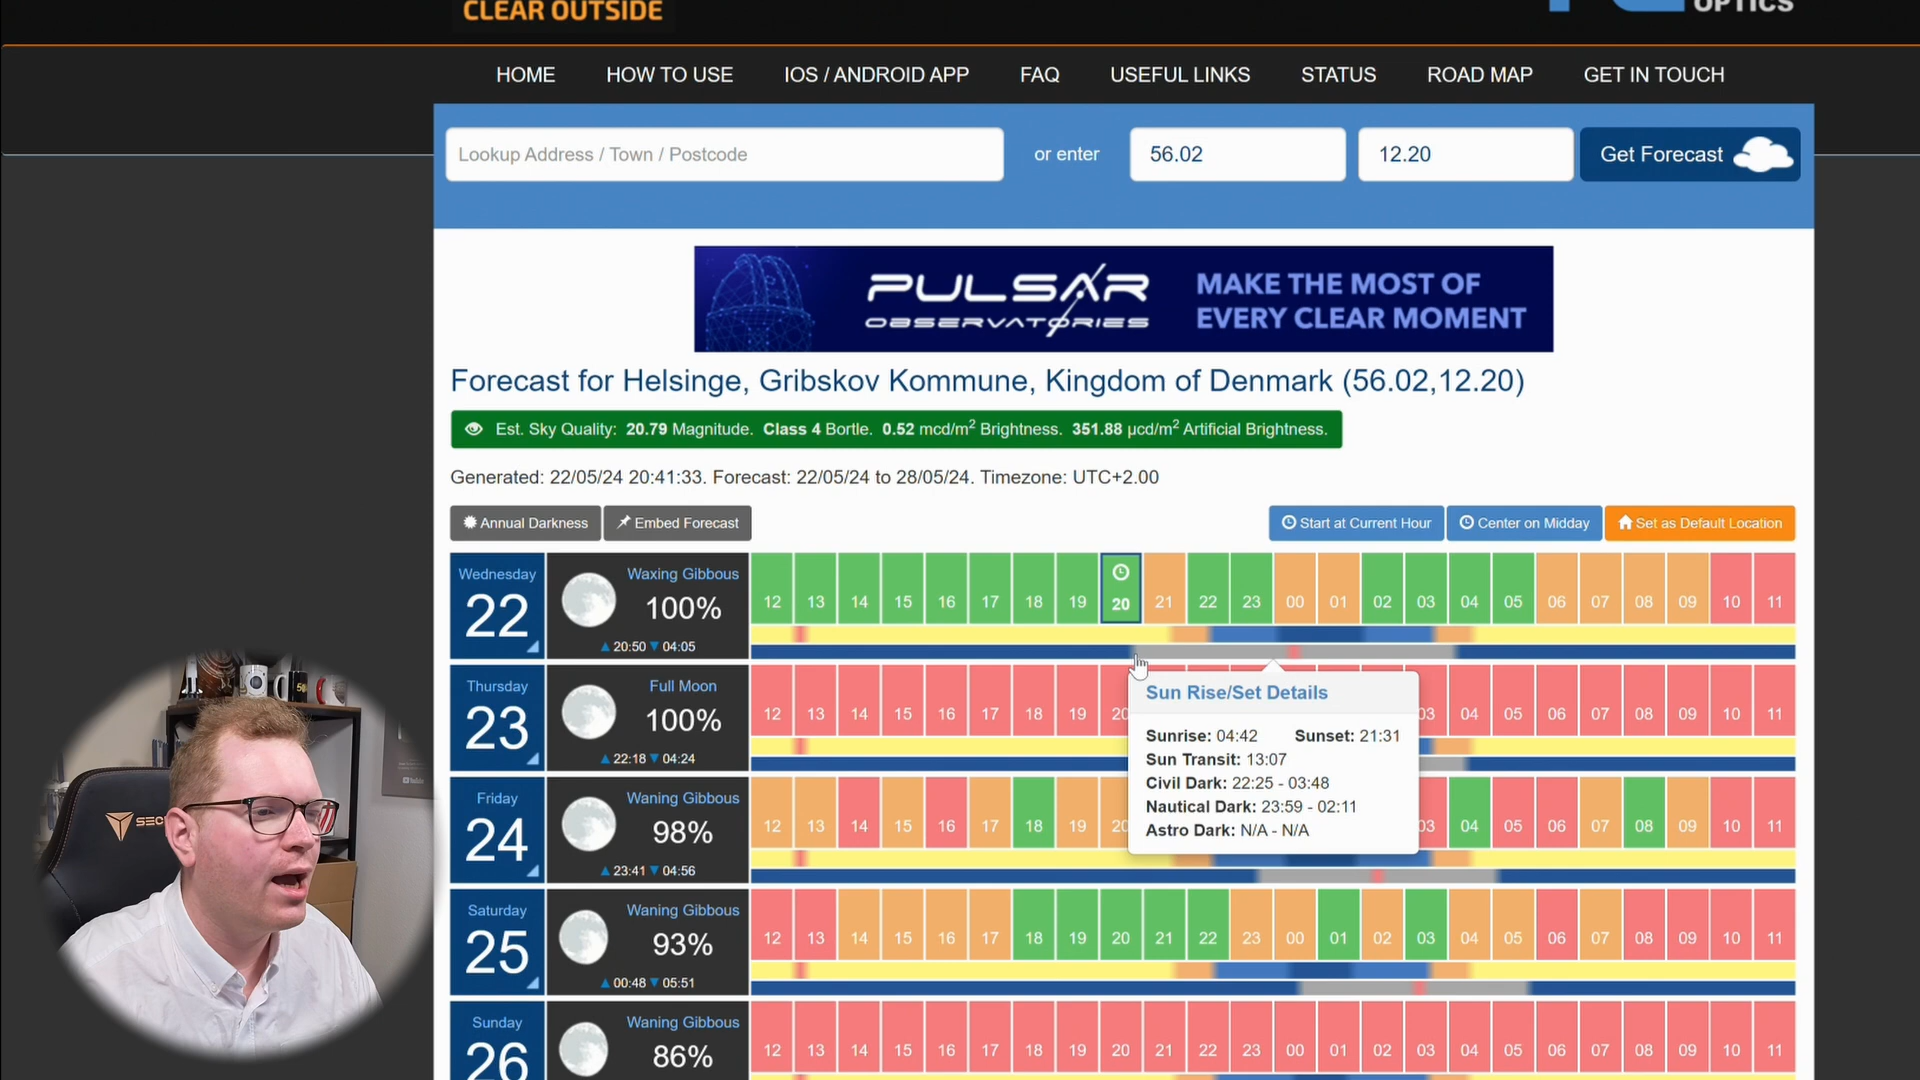 CLEAR OUTSIDE
OPTICS
HOME HOW TO USE IOS / ANDROID APP FAQ USEFUL LINKS STATUS ROAD MAP GET IN TOUCH
Lookup Address / Town / Postcode or enter 56.02 12.20 Get Forecast
PULSAR OBSERVATORIES
MAKE THE MOST OF
EVERY CLEAR MOMENT
Forecast for Helsinge, Gribskov Kommune, Kingdom of Denmark (56.02,12.20)
Est. Sky Quality: 20.79 Magnitude. Class 4 Bortle. 0.52 mcd/m² Brightness. 351.88 μcd/m² Artificial Brightness.
Generated: 22/05/24 20:41:33. Forecast: 22/05/24 to 28/05/24. Timezone: UTC+2.00
Annual Darkness Embed Forecast Start at Current Hour Center on Midday Set as Default Location
Wednesday
22
Waxing Gibbous
100%
20:50 04:05
12 13 14 15 16 17 18 19 20 21 22 23 00 01 02 03 04 05 06 07 08 09 10 11
Thursday
23
Full Moon
100%
22:18 04:24
12 13 14 15 16 17 18 19 20 03 04 05 06 07 08 09 10 11
Sun Rise/Set Details
Sunrise: 04:42 Sunset: 21:31
Sun Transit: 13:07
Civil Dark: 22:25 - 03:48
Nautical Dark: 23:59 - 02:11
Astro Dark: N/A - N/A
Friday
24
Waning Gibbous
98%
23:41 04:56
12 13 14 15 16 17 18 19 20 03 04 05 06 07 08 09 10 11
Saturday
25
Waning Gibbous
93%
00:48 05:51
12 13 14 15 16 17 18 19 20 21 22 23 00 01 02 03 04 05 06 07 08 09 10 11
Sunday
26
Waning Gibbous
86%
12 13 14 15 16 17 18 19 20 21 22 23 00 01 02 03 04 05 06 07 08 09 10 11